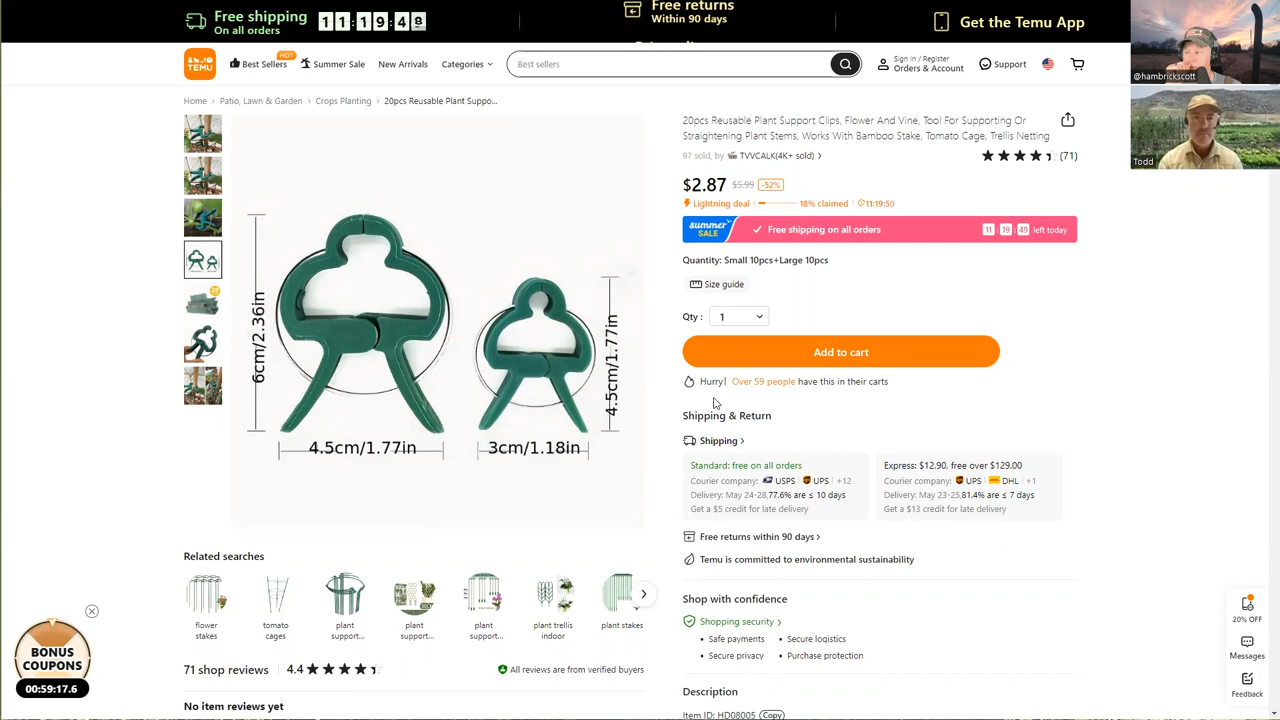 Free shipping
On all orders
11 19 48
Free returns
Within 90 days
Get the Temu App
TEMU
Best Sellers
HOT
Summer Sale
New Arrivals
Categories
Best sellers
Sign in / Register
Orders & Account
Support
@hambrickscott
Todd
Home
Patio, Lawn & Garden
Crops Planting
20pcs Reusable Plant Suppo...
20pcs Reusable Plant Support Clips, Flower And Vine, Tool For Supporting Or
Straightening Plant Stems, Works With Bamboo Stake, Tomato Cage, Trellis Netting
97 sold, by TVVCALK(4K+ sold)
(71)
$2.87 $5.99 -52%
Lightning deal 18% claimed 11:19:50
summer
SALE
Free shipping on all orders
11 : 19 : 49 left today
Quantity: Small 10pcs+Large 10pcs
Size guide
Qty : 1
Add to cart
Hurry! Over 59 people have this in their carts
Shipping & Return
Shipping
Standard: free on all orders
Courier company: USPS UPS +12
Delivery: May 24-28,77.6% are ≤ 10 days
Get a $5 credit for late delivery
Express: $12.90, free over $129.00
Courier company: UPS DHL +1
Delivery: May 23-25,81.4% are ≤ 7 days
Get a $13 credit for late delivery
Free returns within 90 days
Temu is committed to environmental sustainability
Shop with confidence
Shopping security
Safe payments
Secure logistics
Secure privacy
Purchase protection
Description
Item ID: HD08005 Copy
6cm/2.36in
4.5cm/1.77in
4.5cm/1.77in
3cm/1.18in
Related searches
flower
stakes
tomato
cages
plant
support...
plant
support...
plant
support...
plant trellis
indoor
plant stakes
71 shop reviews
4.4
All reviews are from verified buyers
No item reviews yet
BONUS
COUPONS
00:59:17.6
20% OFF
Messages
Feedback